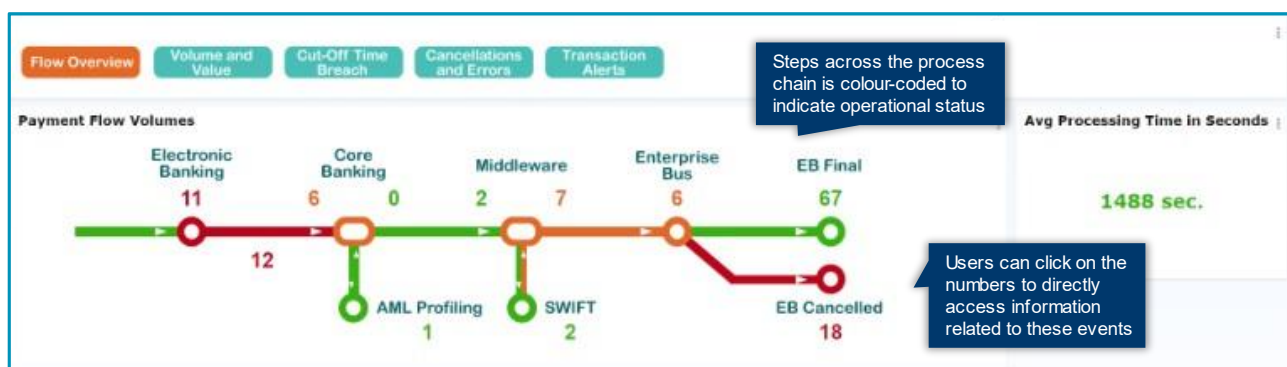 Flow Overview
Volume and
Value
Cut-Off Time
Breach
Cancellations
and Errors
Transaction
Alerts
Steps across the process
chain is colour-coded to
indicate operational status
Payment Flow Volumes
Avg Processing Time in Seconds
Electronic
Banking
Core
Banking
Middleware
Enterprise
Bus
EB Final
11
6
0
2
7
6
67
1488 sec.
12
Users can click on the
numbers to directly
access information
related to these events
AML Profiling
SWIFT
EB Cancelled
1
2
18